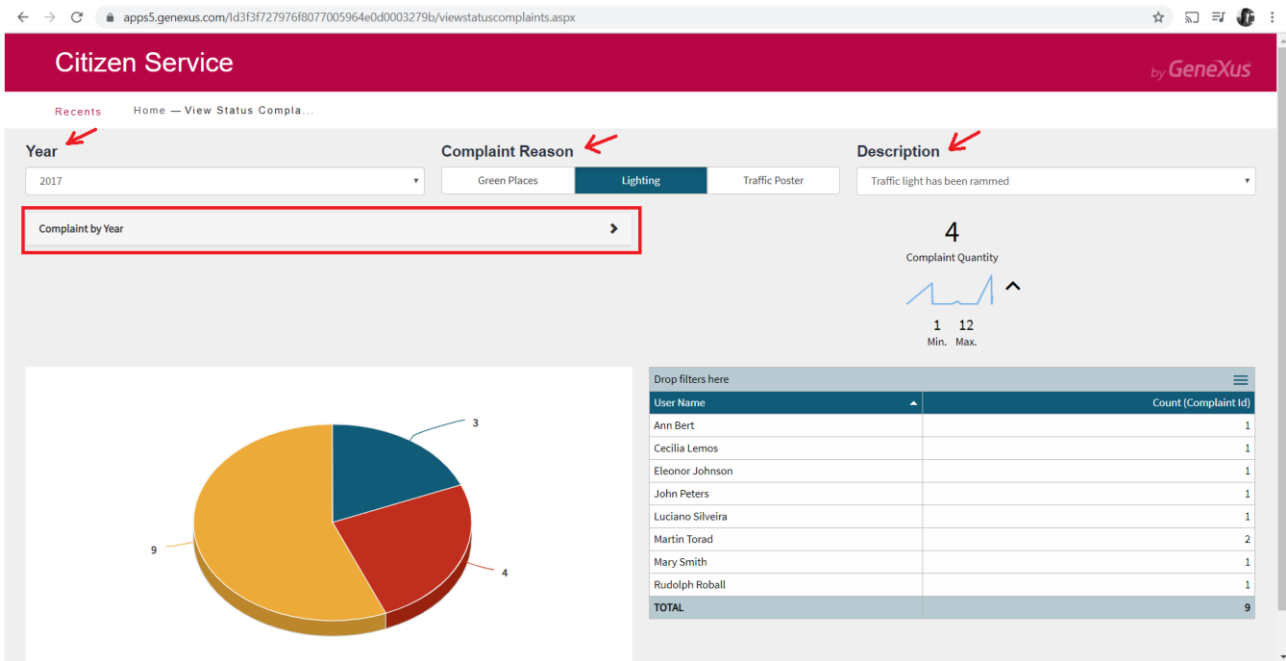 apps5.genexus.com/Id3f3f727976f8077005964e0d0003279b/viewstatuscomplaints.aspx
Citizen Service
by GeneXus
Recents Home — View Status Compla...
Year Complaint Reason Description
2017 Green Places Lighting Traffic Poster Traffic light has been rammed
Complaint by Year
4
Complaint Quantity
1 12
Min. Max.
Drop filters here
User Name Count (Complaint Id)
Ann Bert 1
Cecilia Lemos 1
Eleonor Johnson 1
John Peters 1
Luciano Silveira 1
Martin Torad 2
Mary Smith 1
Rudolph Roball 1
TOTAL 9
3
9
4